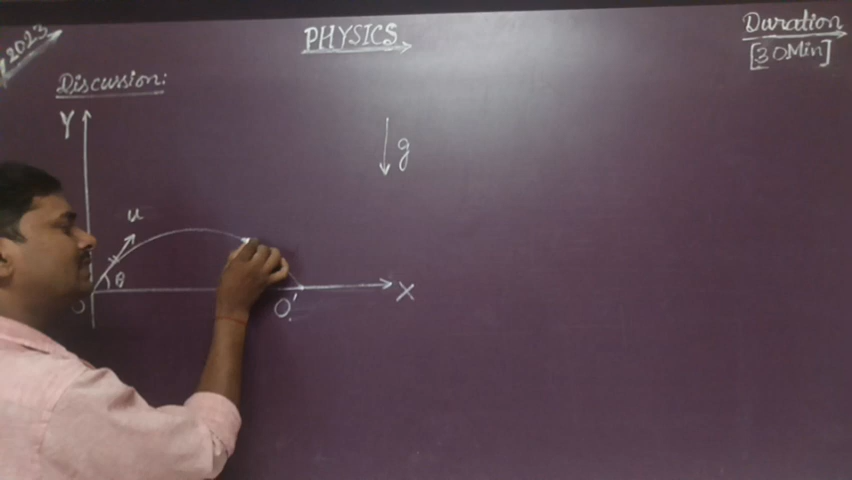 2023
PHYSICS
Duration
[30Min]
Discussion:
Y
g
u
θ
O
O'
X